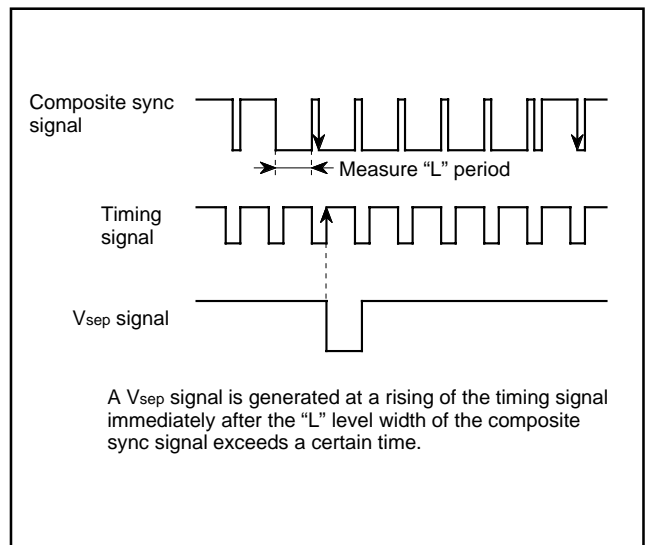 Composite sync
signal
Measure “L” period
Timing
signal
Vsep signal
A Vsep signal is generated at a rising of the timing signal
immediately after the “L” level width of the composite
sync signal exceeds a certain time.